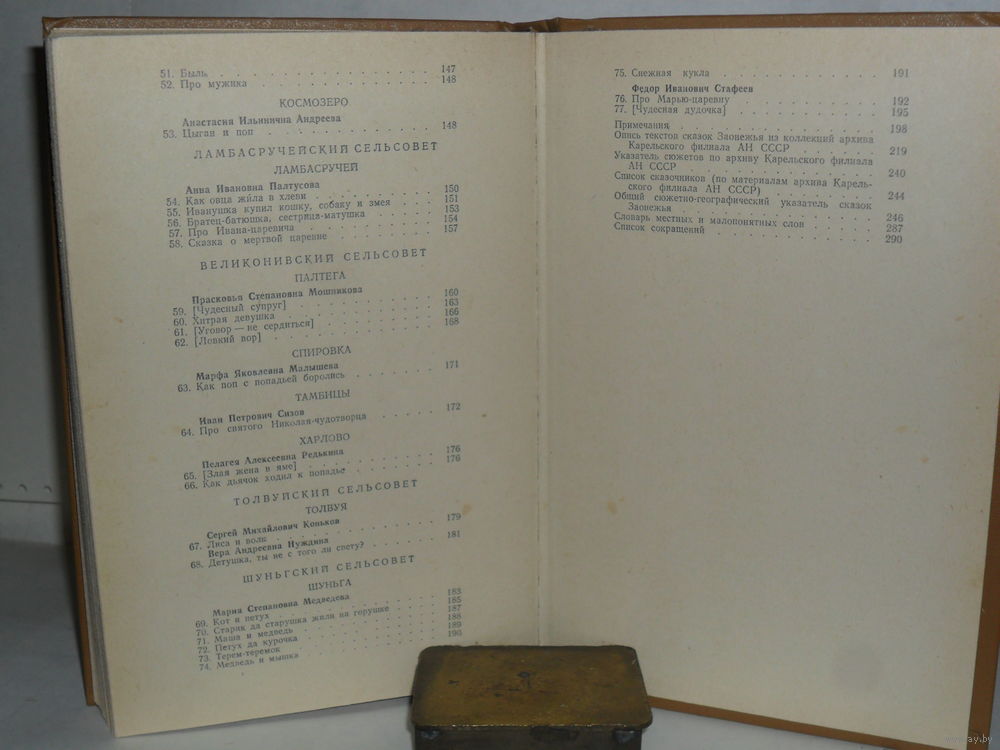 51. Быль . . . . . . . . . . . . . . . 147
52. Про мужика . . . . . . . . . . . . . 148
КОСМОЗЕРО
Анастасия Ильинична Андреева
53. Цыган и поп . . . . . . . . . . . . . 148
ЛАМБАСРУЧЕЙСКИЙ СЕЛЬСОВЕТ
ЛАМБАСРУЧЕЙ
Анна Ивановна Палтусова
54. Как овца жила в хлеви . . . . . . . . . 150
55. Иванушка купил кошку, собаку и змея . . . . 151
56. Братец-батюшка, сестрица-матушка . . . . . 153
57. Про Ивана-царевича . . . . . . . . . . 154
58. Сказка о мертвой царевне . . . . . . . . 157
ВЕЛИКОНИВСКИЙ СЕЛЬСОВЕТ
ПАЛТЕГА
Прасковья Степановна Мошникова
59. [Чудесный супруг] . . . . . . . . . . . 160
60. Хитрая девушка . . . . . . . . . . . . 163
61. [Уговор — не сердиться] . . . . . . . . . 166
62. [Ловкий вор] . . . . . . . . . . . . . 168
СПИРОВКА
Марфа Яковлевна Малышева
63. Как поп с попадьей боролись . . . . . . . 171
ТАМБИЦЫ
Иван Петрович Сизов
64. Про святого Николая-чудотворца . . . . . 172
ХАРЛОВО
Пелагея Алексеевна Редькина
65. [Злая жена в яме] . . . . . . . . . . . 176
66. Как дьячок ходил к попадье . . . . . . . 176
ТОЛВУЙСКИЙ СЕЛЬСОВЕТ
ТОЛВУЯ
Сергей Михайлович Коньков
67. Лиса и волк . . . . . . . . . . . . . 179
Вера Андреевна Нуждина
68. Детушка, ты не с того ли свету? . . . . . . 181
ШУНЬГСКИЙ СЕЛЬСОВЕТ
ШУНЬГА
Мария Степановна Медведева
69. Кот и петух . . . . . . . . . . . . . 183
70. Старик да старушка жили на горушке . . . . 185
71. Маша и медведь . . . . . . . . . . . . 187
72. Петух да курочка . . . . . . . . . . . 188
73. Терем-теремок . . . . . . . . . . . . 189
74. Медведь и мышка . . . . . . . . . . . 190
75. Снежная кукла . . . . . . . . . . . . 191
Федор Иванович Стафеев
76. Про Марью-царевну . . . . . . . . . . 192
77. [Чудесная дудочка] . . . . . . . . . . 195
Примечания . . . . . . . . . . . . . . 198
Опись текстов сказок Заонежья из коллекций архива
Карельского филиала АН СССР . . . . . . 219
Указатель сюжетов по архиву Карельского филиала
АН СССР . . . . . . . . . . . . . . 240
Список сказочников (по материалам архива Карель-
ского филиала АН СССР) . . . . . . . . 244
Общий сюжетно-географический указатель сказок
Заонежья . . . . . . . . . . . . . . 246
Словарь местных и малопонятных слов . . . . . 287
Список сокращений . . . . . . . . . . . 290